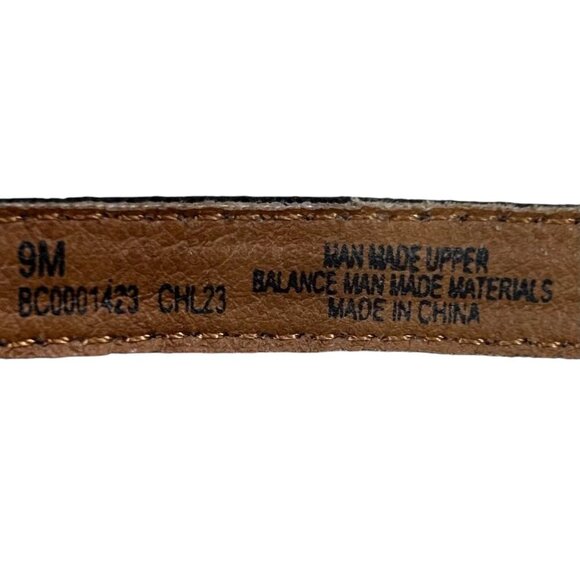 9M
BC0001423 CHL23
MAN MADE UPPER
BALANCE MAN MADE MATERIALS
MADE IN CHINA